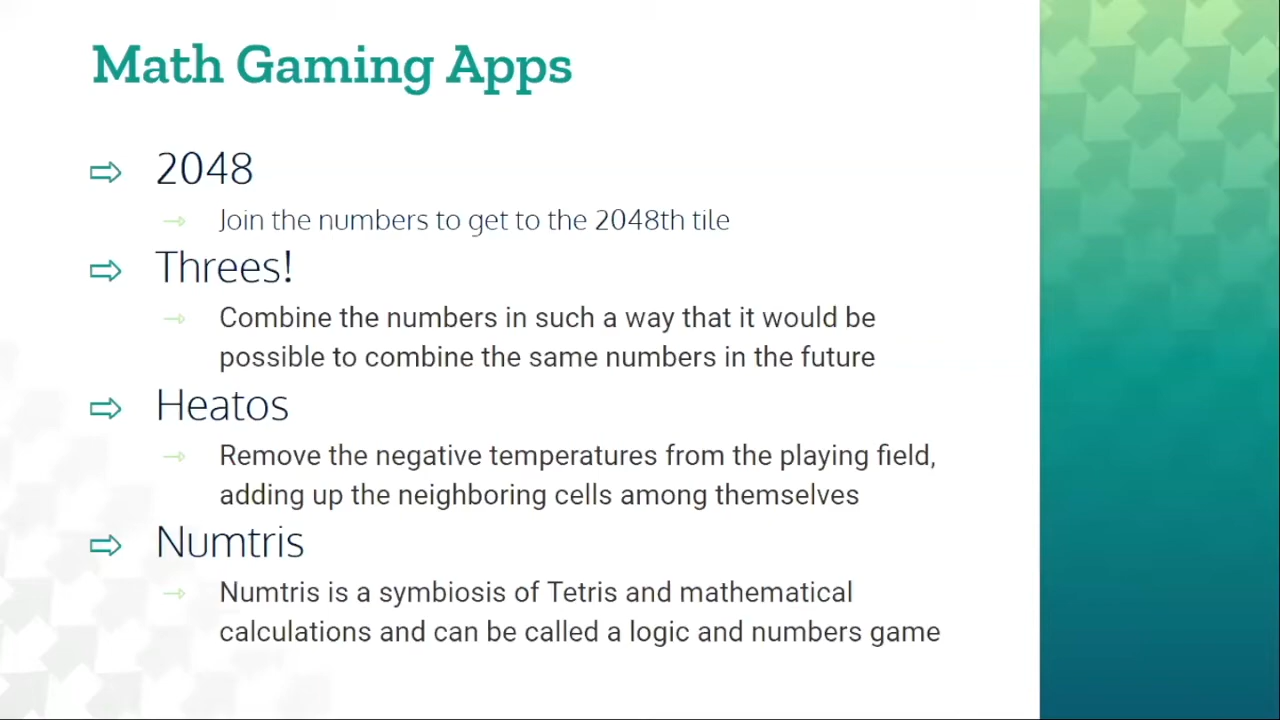 Math Gaming Apps
2048
Join the numbers to get to the 2048th tile
Threes!
Combine the numbers in such a way that it would be
possible to combine the same numbers in the future
Heatos
Remove the negative temperatures from the playing field,
adding up the neighboring cells among themselves
Numtris
Numtris is a symbiosis of Tetris and mathematical
calculations and can be called a logic and numbers game